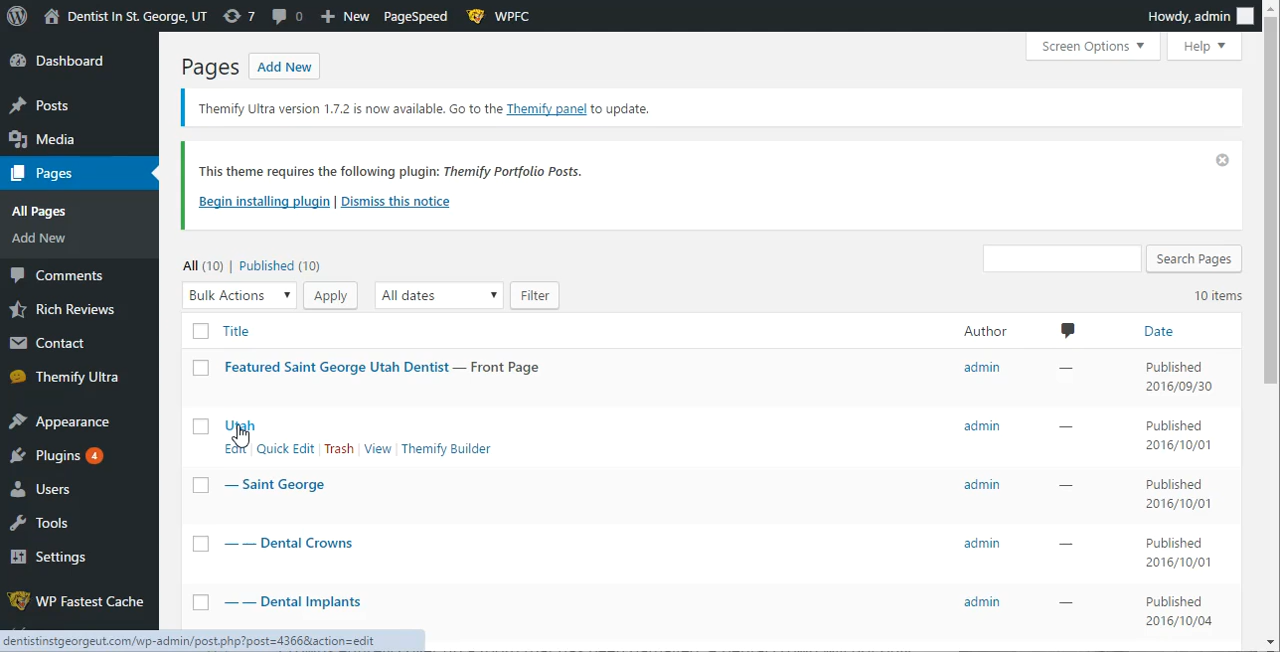 Dentist In St. George, UT 7 0 New PageSpeed WPFC Howdy, admin
Screen Options ▼ Help ▼
Dashboard
Posts
Media
Pages
All Pages
Add New
Comments
Rich Reviews
Contact
Themify Ultra
Appearance
Plugins 4
Users
Tools
Settings
WP Fastest Cache
Pages Add New
Themify Ultra version 1.7.2 is now available. Go to the Themify panel to update.
This theme requires the following plugin: Themify Portfolio Posts.
Begin installing plugin | Dismiss this notice
All (10) | Published (10)
Search Pages
Bulk Actions ▼ Apply All dates ▼ Filter 10 items
Title Author Date
Featured Saint George Utah Dentist — Front Page admin — Published
2016/09/30
Utah admin — Published
Edit | Quick Edit | Trash | View | Themify Builder 2016/10/01
— Saint George admin — Published
2016/10/01
— — Dental Crowns admin — Published
2016/10/01
— — Dental Implants admin — Published
2016/10/04
dentistinstgeorgeut.com/wp-admin/post.php?post=4366&action=edit